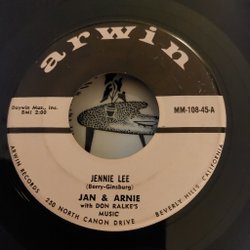 arwin
Daywin Mus., Inc.
BMI 2:00
MM-108-45-A
JENNIE LEE
(Berry-Ginsburg)
JAN & ARNIE
with DON RALKE'S
MUSIC
ARWIN RECORDS
250 NORTH CANON DRIVE
BEVERLY HILLS CALIFORNIA